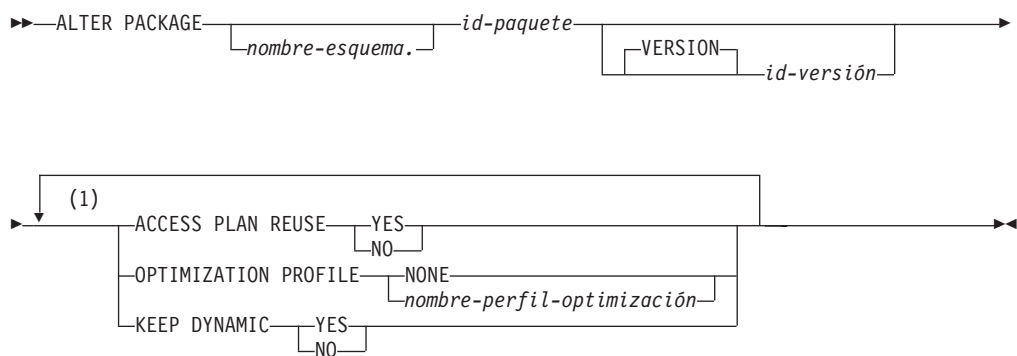 ALTER PACKAGE nombre-esquema. id-paquete VERSION id-versión
(1)
ACCESS PLAN REUSE YES
NO
OPTIMIZATION PROFILE NONE
nombre-perfil-optimización
KEEP DYNAMIC YES
NO